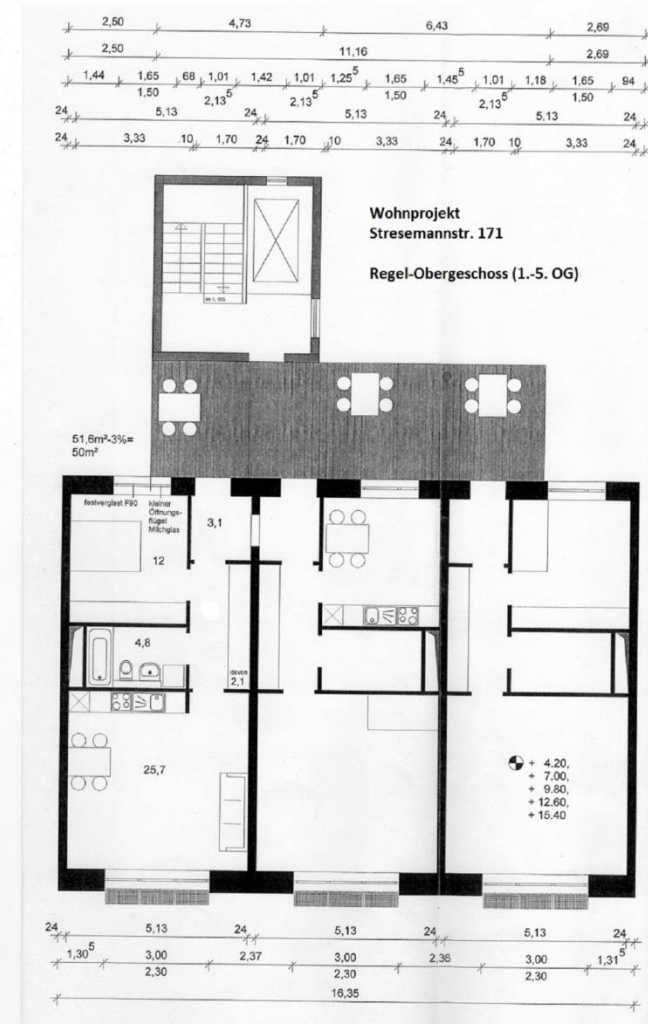 2,50 4,73 6,43 2,69
2,50 11,16 2,69
1,44 1,65 68 1,01 1,42 1,01 1,25⁵ 1,65 1,45⁵ 1,01 1,18 1,65 94
1,50 2,13⁵ 2,13⁵ 1,50 2,13⁵ 1,50
24 5,13 24 5,13 24 5,13 24
24 3,33 10 1,70 24 1,70 10 3,33 24 1,70 10 3,33 24
Wohnprojekt
Stresemannstr. 171
Regel-Obergeschoss (1.-5. OG)
51,6m²-3%=
50m²
festverglast F90
kleiner
Öffnungs-
flügel
Milchglas
3,1
12
4,8
davon
2,1
25,7
+ 4.20,
+ 7.00,
+ 9.80,
+ 12.60,
+ 15.40
24 5,13 24 5,13 24 5,13 24
1,30⁵ 3,00 2,37 3,00 2,36 3,00 1,31⁵
2,30 2,30 2,30
16,35